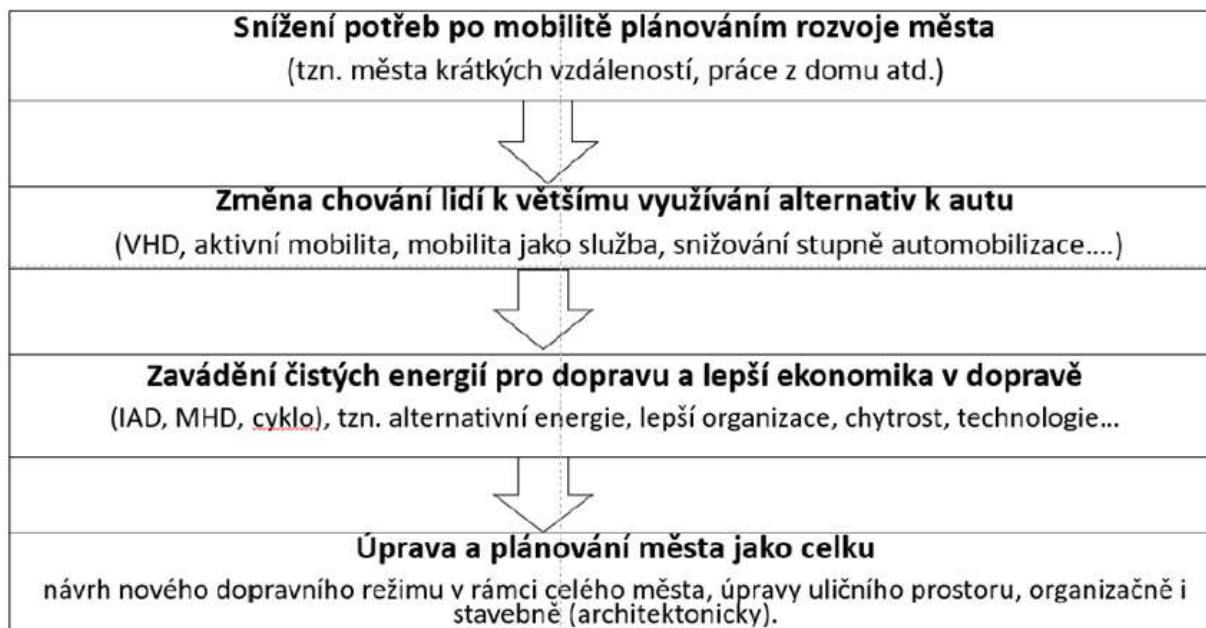 Snížení potřeb po mobilitě plánováním rozvoje města
(tzn. města krátkých vzdáleností, práce z domu atd.)
Změna chování lidí k většímu využívání alternativ k autu
(VHD, aktivní mobilita, mobilita jako služba, snižování stupně automobilizace....)
Zavádění čistých energií pro dopravu a lepší ekonomika v dopravě
(IAD, MHD, cyklo), tzn. alternativní energie, lepší organizace, chytrost, technologie...
Úprava a plánování města jako celku
návrh nového dopravního režimu v rámci celého města, úpravy uličního prostoru, organizačně i
stavebně (architektonicky).